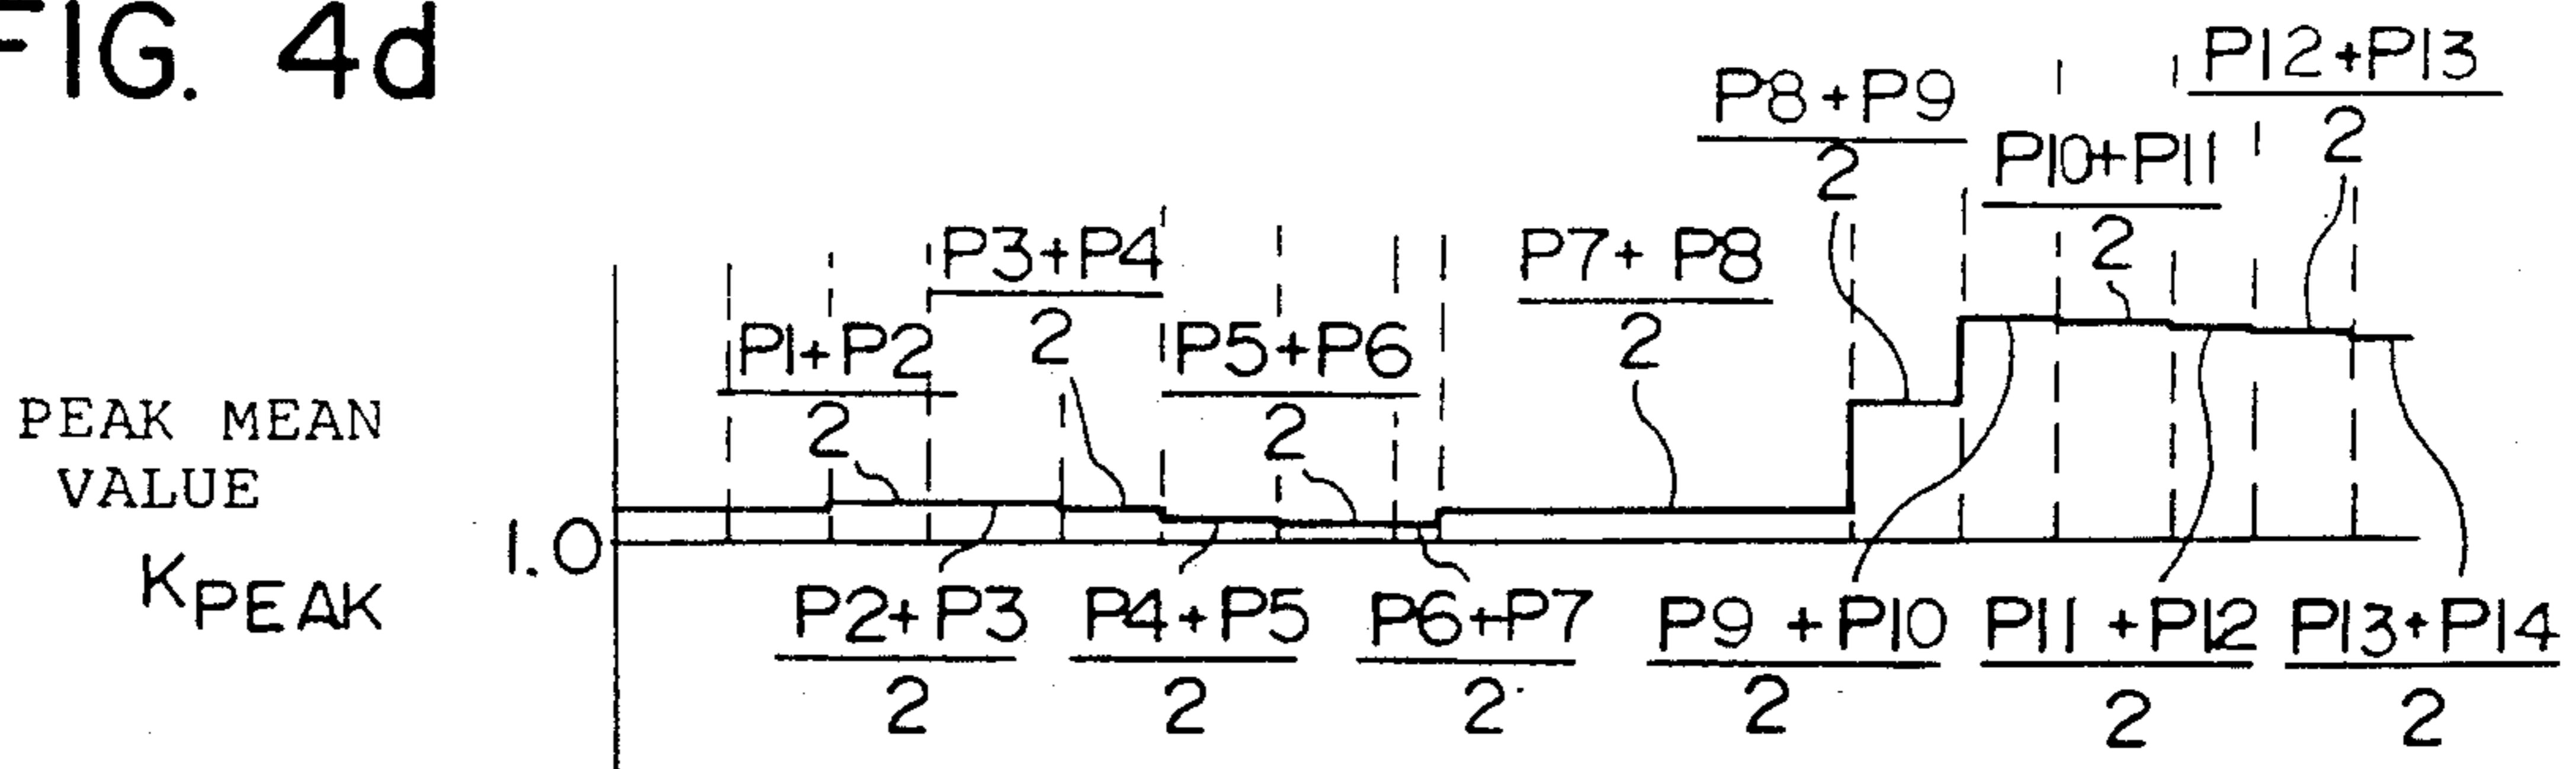 FIG. 4d
P12+P13
2
P8+P9
2
P10+P11
2
P3+P4
2
P7+ P8
2
P1+P2
2
P5+P6
2
PEAK MEAN
VALUE
1.0
KPEAK
P2+P3
2
P4+P5
2
P6+P7
2
P9 +P10
2
P11 +P12
2
P13+P14
2